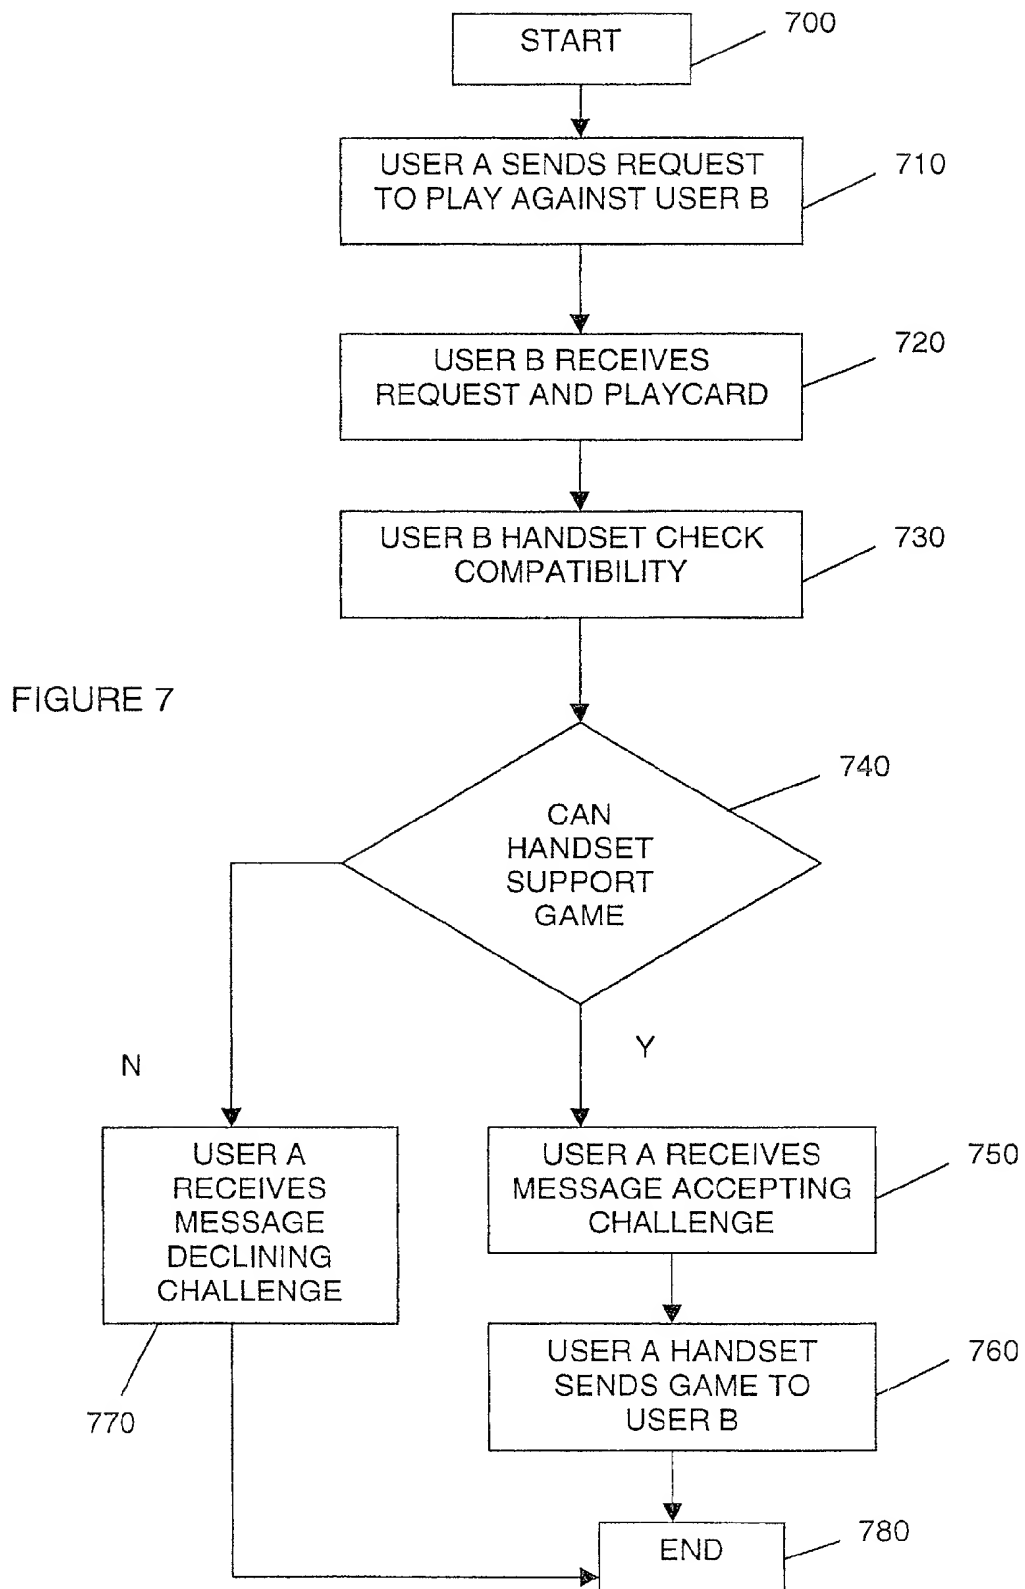 START
700
USER A SENDS REQUEST
TO PLAY AGAINST USER B
710
USER B RECEIVES
REQUEST AND PLAYCARD
720
USER B HANDSET CHECK
COMPATIBILITY
730
FIGURE 7
CAN
HANDSET
SUPPORT
GAME
740
N
Y
USER A
RECEIVES
MESSAGE
DECLINING
CHALLENGE
770
USER A RECEIVES
MESSAGE ACCEPTING
CHALLENGE
750
USER A HANDSET
SENDS GAME TO
USER B
760
END
780